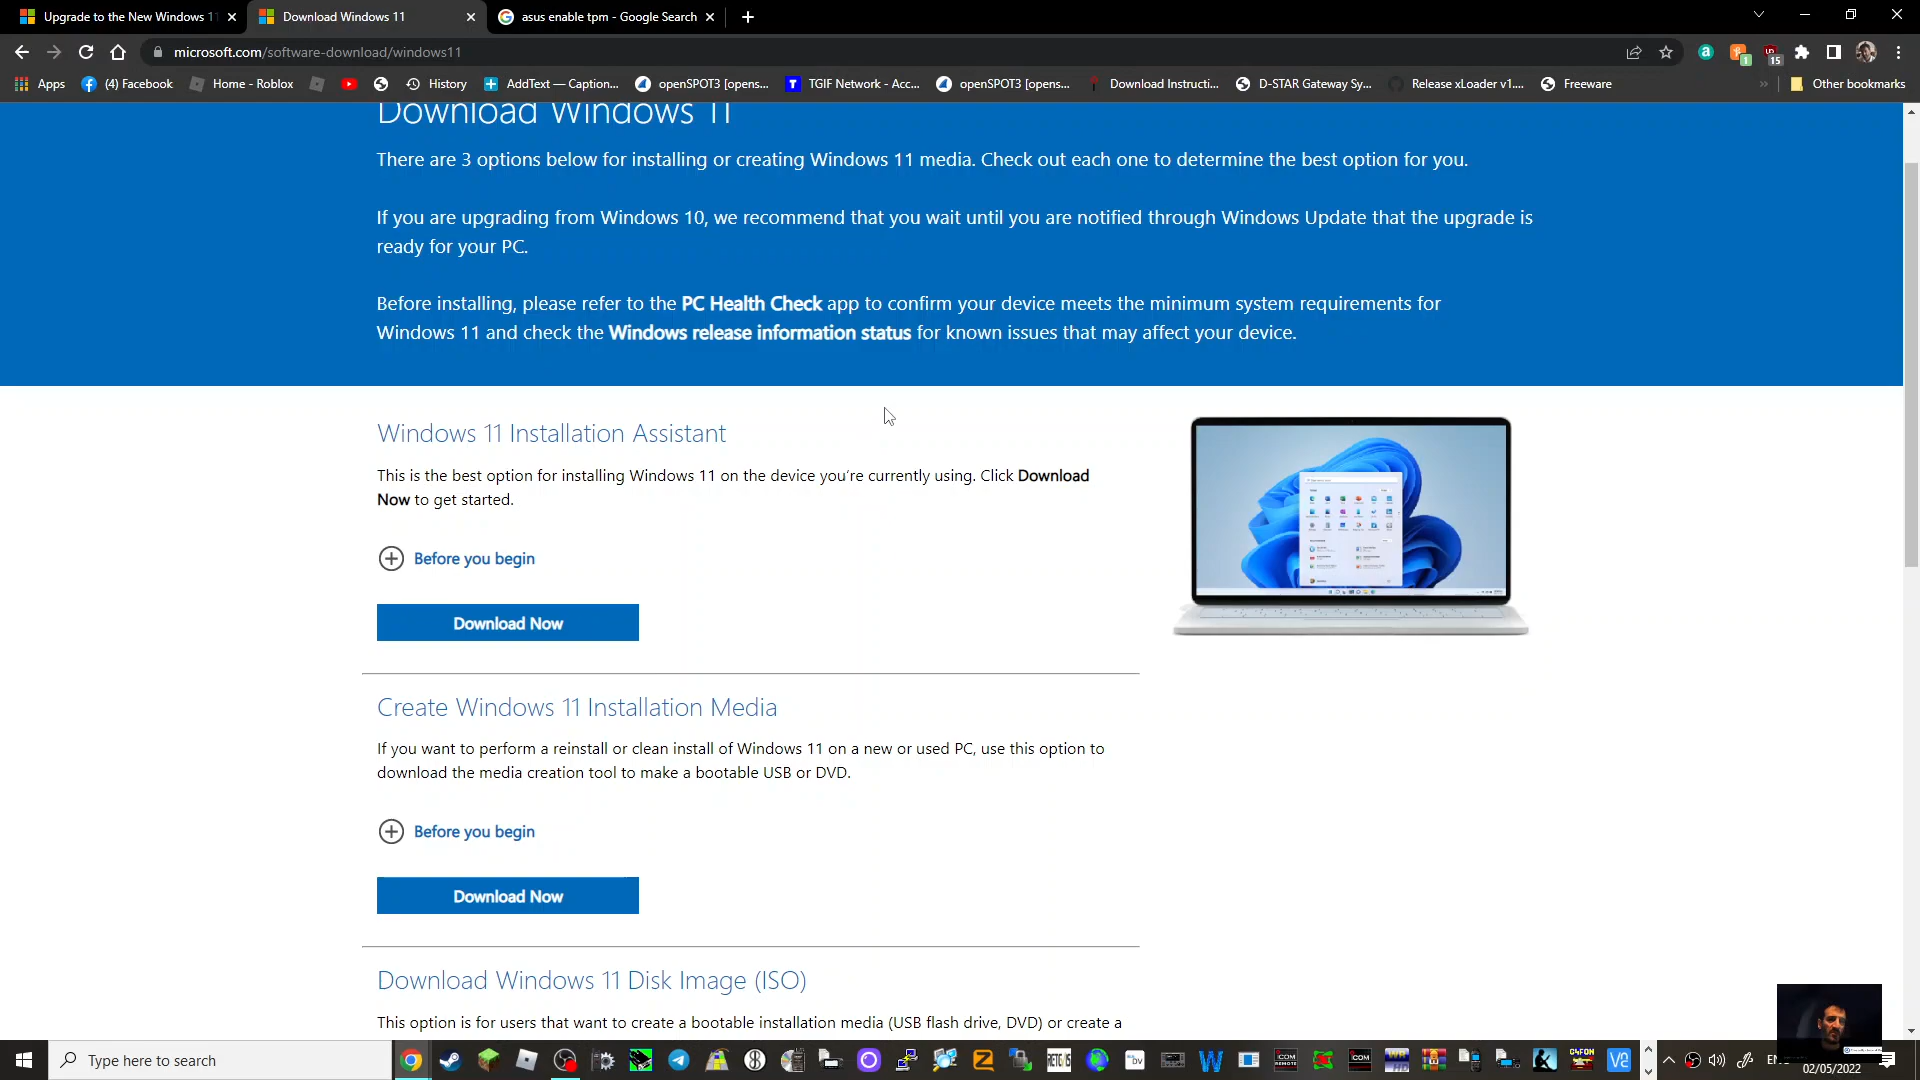 Upgrade to the New Windows 11
Download Windows 11
asus enable tpm - Google Search
microsoft.com/software-download/windows11
1
15
Apps
(4) Facebook
Home - Roblox
History
AddText — Caption...
openSPOT3 [opens...
TGIF Network - Acc...
openSPOT3 [opens...
Download Instructi...
D-STAR Gateway Sy...
Release xLoader v1....
Freeware
Other bookmarks
Download Windows 11
There are 3 options below for installing or creating Windows 11 media. Check out each one to determine the best option for you.
If you are upgrading from Windows 10, we recommend that you wait until you are notified through Windows Update that the upgrade is
ready for your PC.
Before installing, please refer to the PC Health Check app to confirm your device meets the minimum system requirements for
Windows 11 and check the Windows release information status for known issues that may affect your device.
Windows 11 Installation Assistant
This is the best option for installing Windows 11 on the device you're currently using. Click Download
Now to get started.
Before you begin
Download Now
Create Windows 11 Installation Media
If you want to perform a reinstall or clean install of Windows 11 on a new or used PC, use this option to
download the media creation tool to make a bootable USB or DVD.
Before you begin
Download Now
Download Windows 11 Disk Image (ISO)
This option is for users that want to create a bootable installation media (USB flash drive, DVD) or create a
Type here to search
02/05/2022